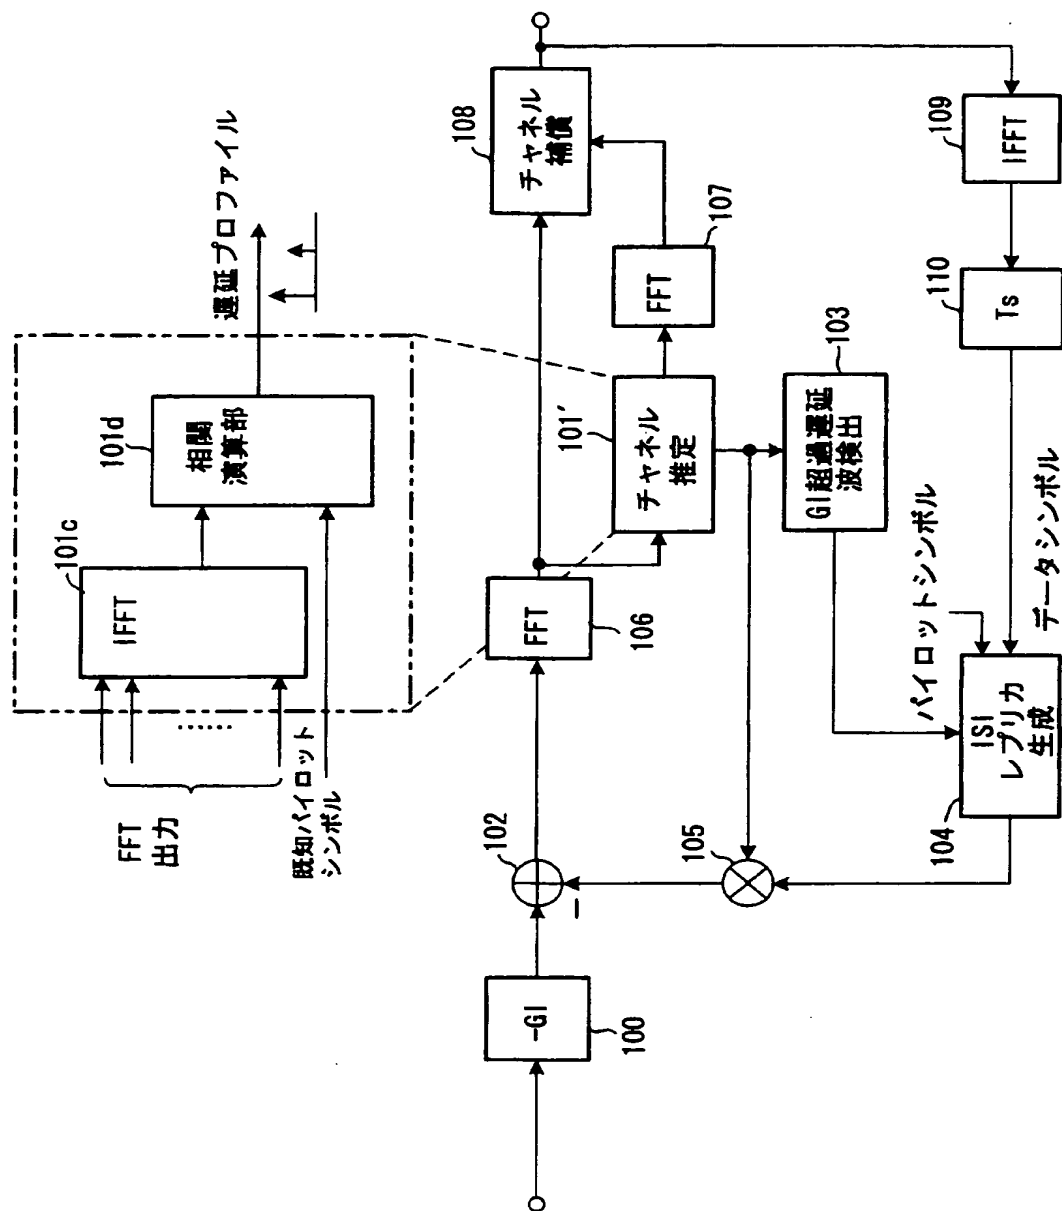 FFT
出力
既知パイロット
シンボル
……
101c
IFFT
101d
相関
演算部
遅延プロファイル
-GI
100
102
−
FFT
106
101'
チャネル
推定
FFT
107
108
チャネル
補償
105
GI超過遅延
波検出
103
104
ISI
レプリカ
生成
パイロットシンボル
データシンボル
Ts
110
IFFT
109